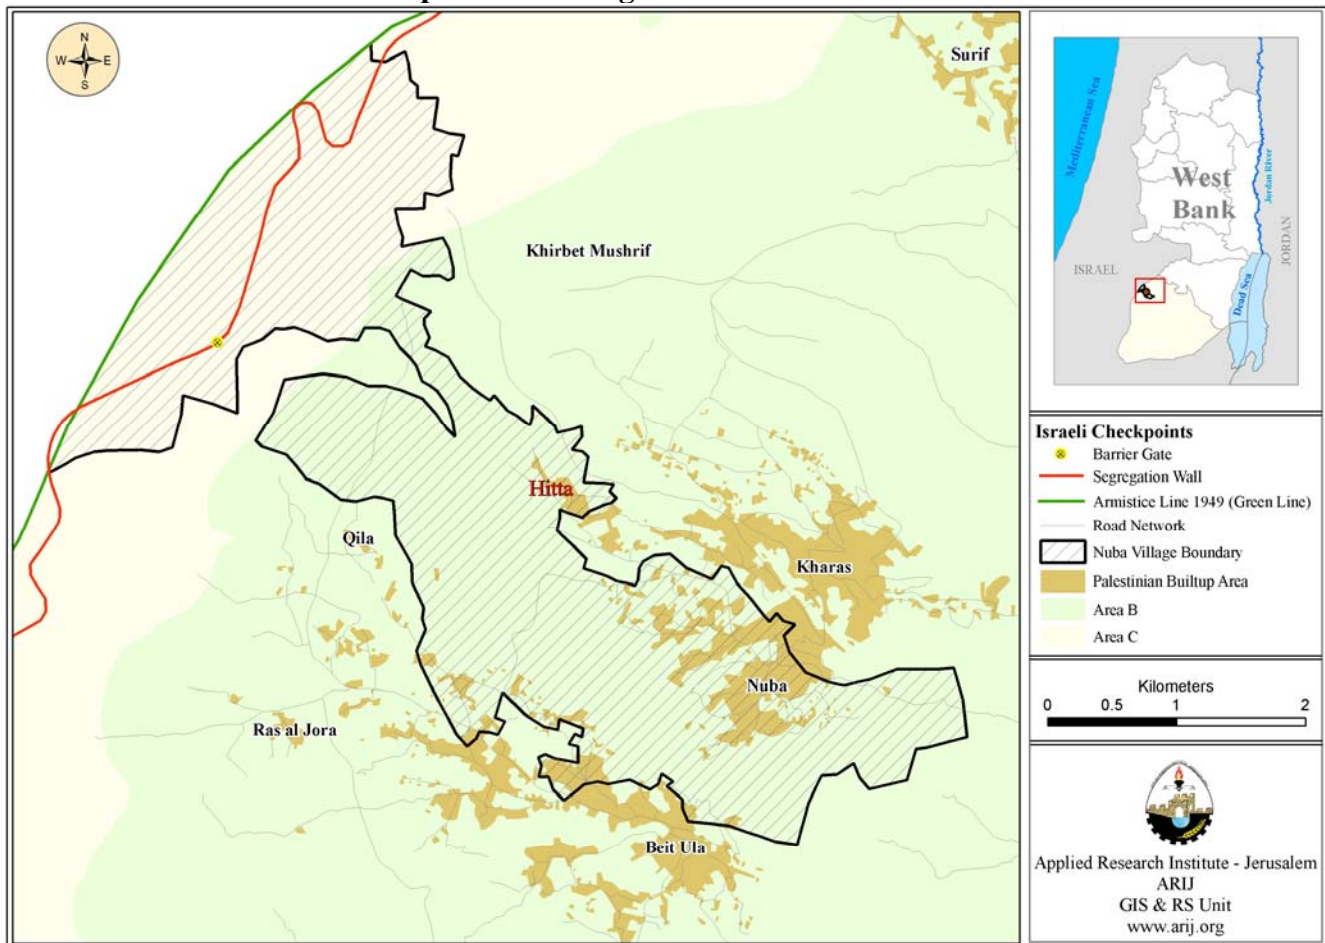 N
W E
S
Surif
Khirbet Mushrif
Hitta
Qila
Kharas
Nuba
Ras al Jora
Beit Ula
Mediterranean Sea
West
Bank
Jordan River
JORDAN
ISRAEL
Dead Sea
Israeli Checkpoints
Barrier Gate
Segregation Wall
Armistice Line 1949 (Green Line)
Road Network
Nuba Village Boundary
Palestinian Builtup Area
Area B
Area C
Kilometers
0 0.5 1 2
Applied Research Institute - Jerusalem
ARIJ
GIS & RS Unit
www.arij.org